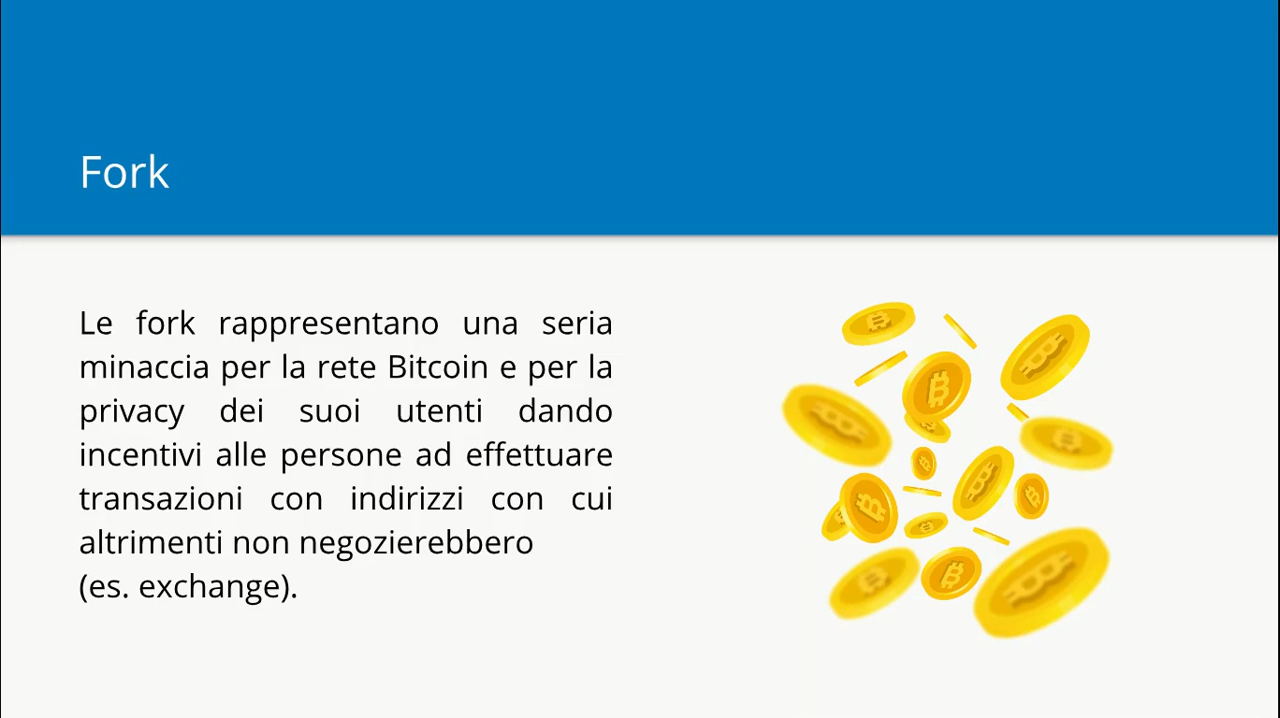 Fork
Le fork rappresentano una seria
minaccia per la rete Bitcoin e per la
privacy dei suoi utenti dando
incentivi alle persone ad effettuare
transazioni con indirizzi con cui
altrimenti non negozierebbero
(es. exchange).